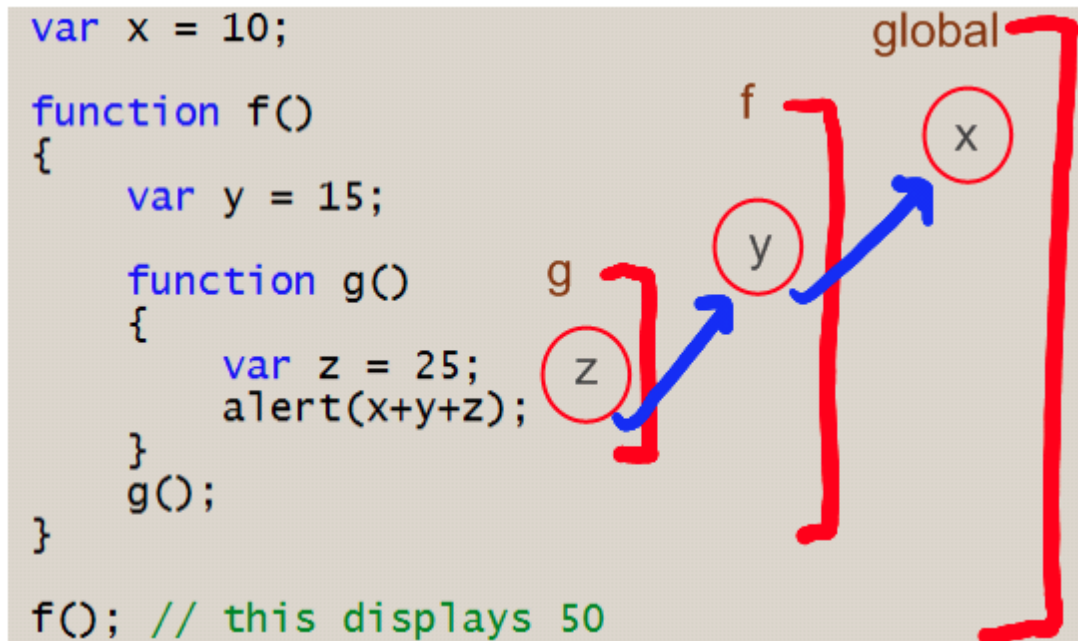 var x = 10;
global
function f()
f
x
{
var y = 15;
y
function g()
g
{
var z = 25;
z
alert(x+y+z);
}
g();
}
f(); // this displays 50